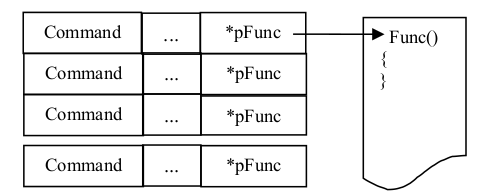 Command ... *pFunc Func()
{
Command ... *pFunc
}
Command ... *pFunc
Command ... *pFunc